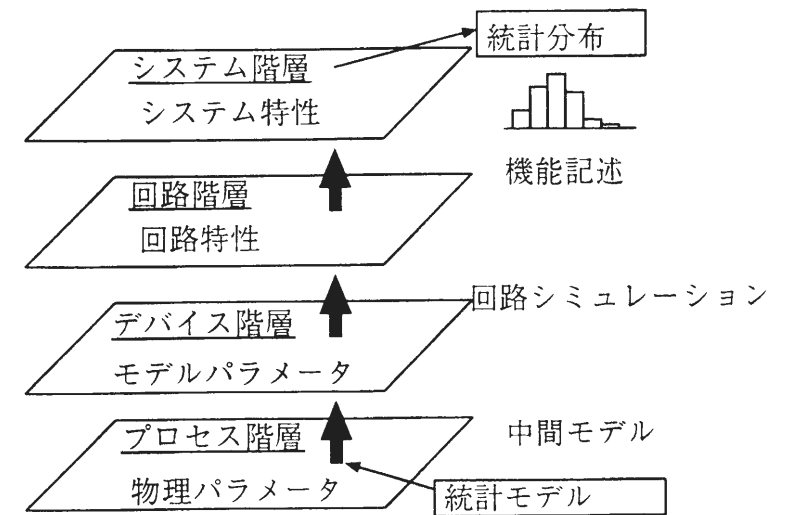 統計分布
システム階層
システム特性
機能記述
回路階層
回路特性
回路シミュレーション
デバイス階層
モデルパラメータ
中間モデル
プロセス階層
物理パラメータ
統計モデル